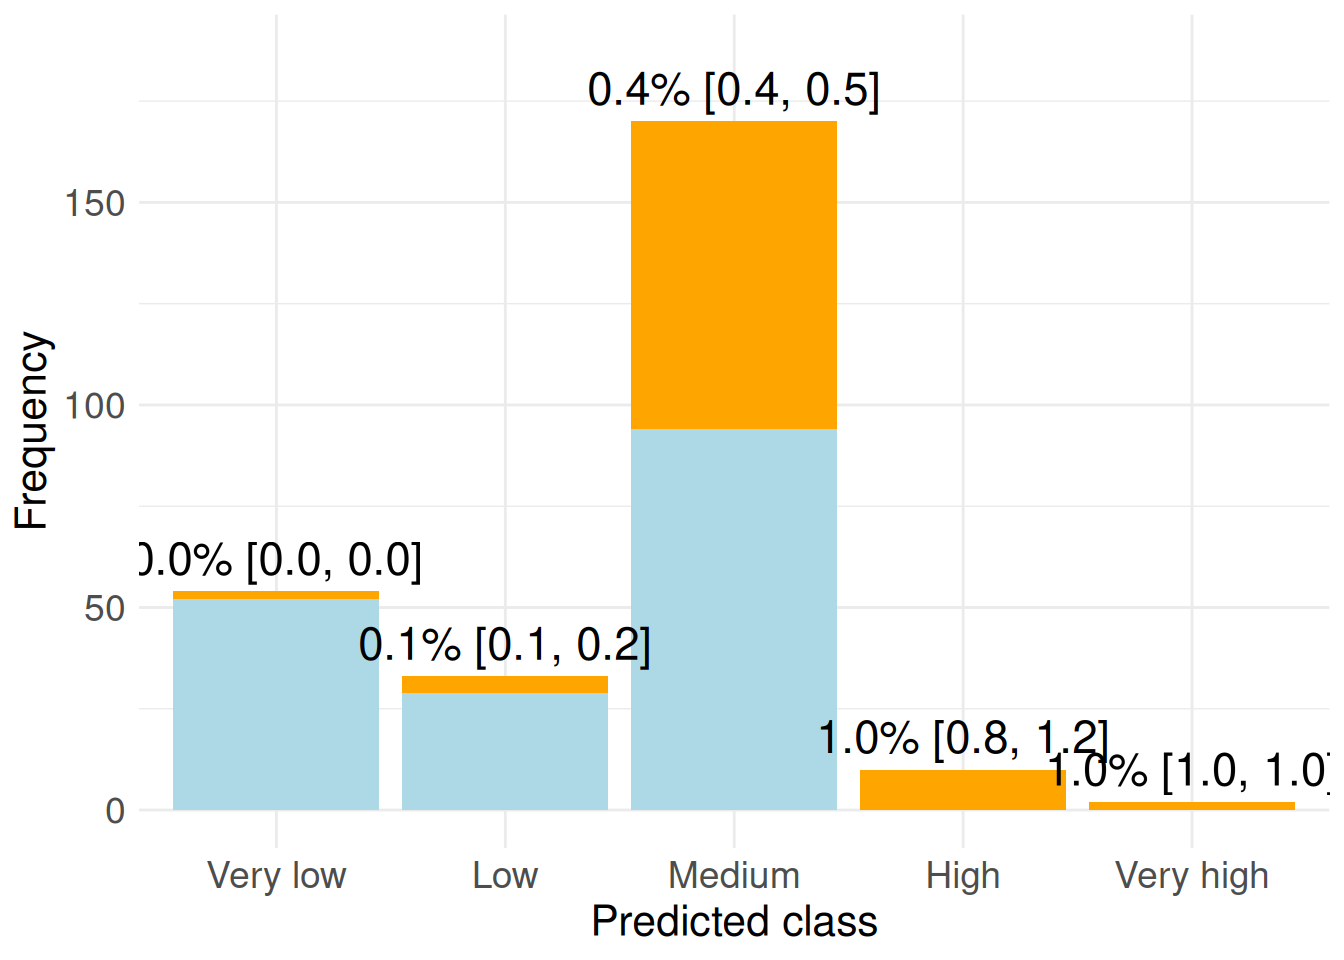 0.4% [0.4, 0.5]
150
Frequency
100
0.0% [0.0, 0.0]
50
0.1% [0.1, 0.2]
1.0% [0.8, 1.2]
1.0% [1.0, 1.0]
0
Very low
Low
Medium
High
Very high
Predicted class